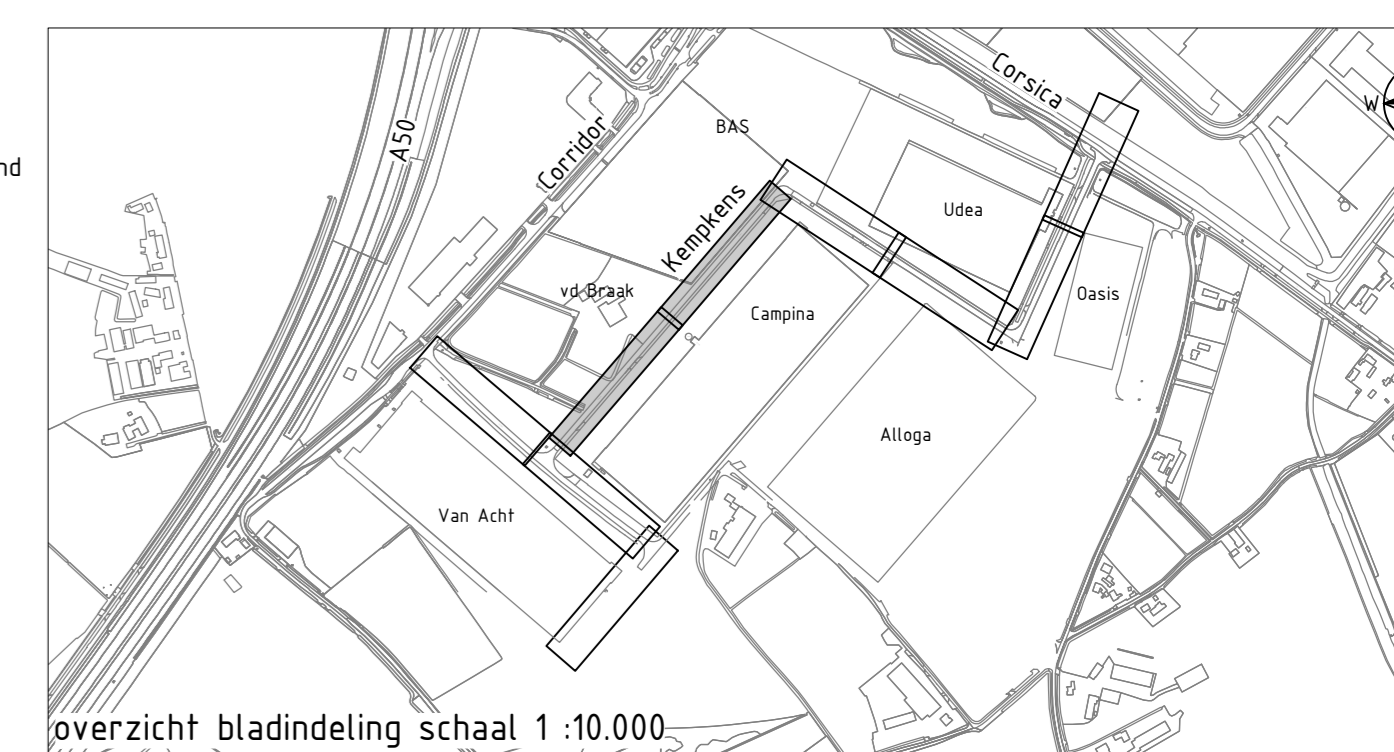 Corsica
W
A50
BAS
Corridor
nd
Kempkens
Udea
vd Braak
Oasis
Campina
Alloga
Van Acht
overzicht bladindeling schaal 1 :10.000